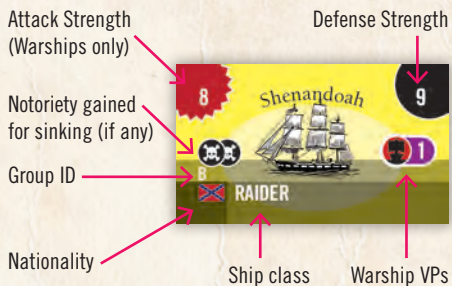 Attack Strength
(Warships only)
Defense Strength
8
Shenandoah
9
Notoriety gained
for sinking (if any)
1
Group ID
B
RAIDER
Nationality
Ship class
Warship VPs